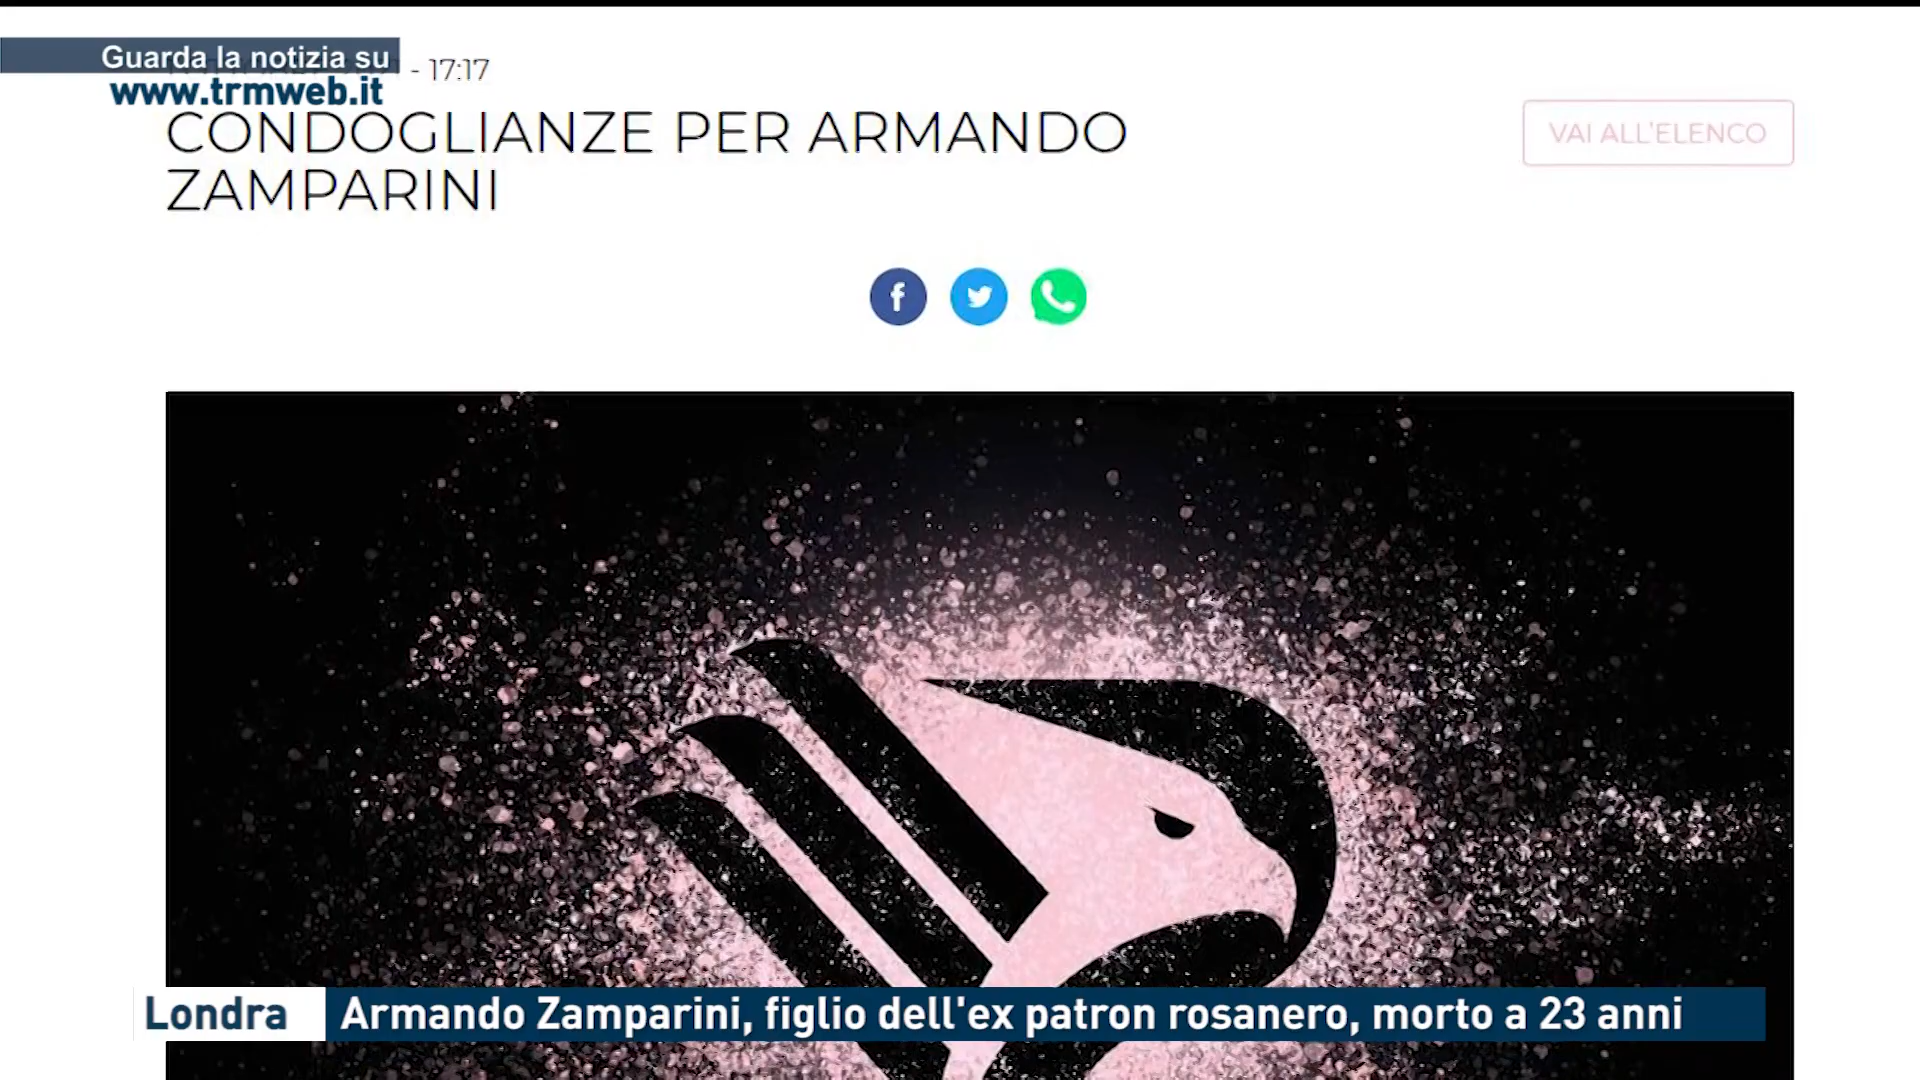 Guarda la notizia su
- 17:17
www.trmweb.it
CONDOGLIANZE PER ARMANDO
ZAMPARINI
VAI ALL'ELENCO
Londra
Armando Zamparini, figlio dell'ex patron rosanero, morto a 23 anni